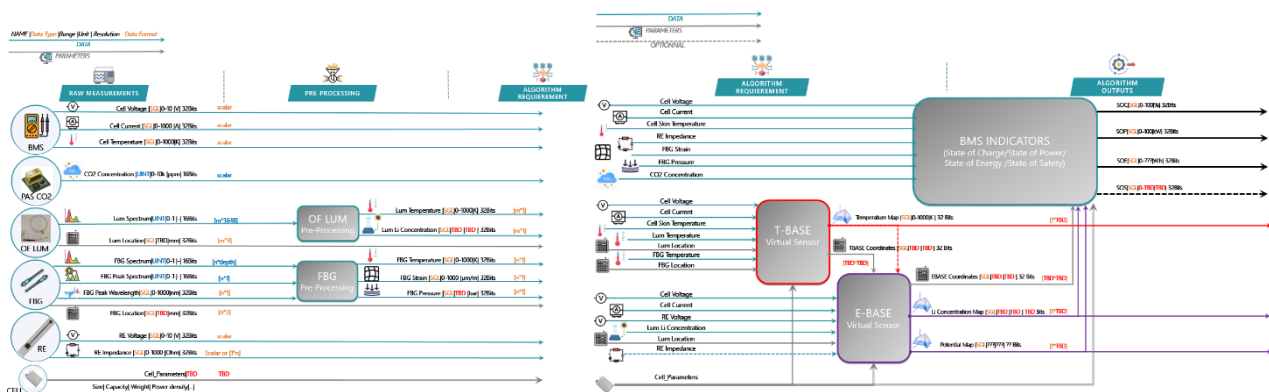 NAME |Data Type |Range |Unit | Resolution Data Format
DATA
PARAMETERS
RAW MEASUREMENTS
PRE-PROCESSING
ALGORITHM
REQUIEREMENT
Cell Voltage |SGL|0-10 |V| 32Bits scalar
Cell Current |SGL|0-1000 |A| 32Bits scalar
Cell Temperature |SGL|0-1000|K| 32Bits scalar
BMS
CO2 Concentration |UINT|0-10k |ppm| 16Bits scalar
PAS CO2
Lum Spectrum|UINT|0-1 |-| 16Bits [m*3648]
OF LUM
Pre-Processing
Lum Temperature |SGL|0-1000|K| 32Bits [m*1]
Lum Li Concentration |SGL|TBD |TBD | 32Bits [m*1]
OF LUM
Lum Location|SGL|TBD|mm| 32Bits [m*3]
FBG Spectrum |UINT|0-1|-| 16Bits [n*depth]
FBG Peak Spectrum|UINT|0-1|-| 16Bits [n*1]
FBG Peak Wavelength|SGL|0-1000|nm| 32Bits [n*1]
FBG
Pre-Processing
FBG Temperature |SGL|0-1000|K| 32Bits [n*1]
FBG Strain |SGL|0-1000 |µm/m| 32Bits [n*1]
FBG Pressure |SGL|TBD |bar| 32Bits [n*1]
FBG
FBG Location|SGL|TBD|mm| 32Bits [n*3]
RE Voltage |SGL|0-10 |V| 32Bits scalar
RE
RE Impedance |SGL|0-1000 |Ohm| 32Bits Scalar or [1*n]
Cell_Parameters|TBD TBD
CELL
Size| Capacity| Weight| Power density|..|
DATA
PARAMETERS
OPTIONNAL
ALGORITHM
REQUIEREMENT
ALGORITHM
OUTPUTS
Cell Voltage
Cell Current
Cell Skin Temperature
RE Impedance
FBG Strain
FBG Pressure
CO2 Concentration
BMS INDICATORS
(State of Charge/State of Power/
State of Energy /State of Safety)
SOC|SGL|0-100|%| 32Bits
SOP|SGL|0-100|kW| 32Bits
SOE|SGL|0-???|Wh| 32Bits
SOS|SGL|0-TBD|TBD| 32Bits
Cell Voltage
Cell Current
Cell Skin Temperature
Lum Temperature
Lum Location
FBG Temperature
FBG Location
T-BASE
Virtual Sensor
Temperature Map |SGL|0-1000|K| 32 Bits [?*TBD]
TBASE Coordinates |SGL|TBD |TBD | 32 Bits
[TBD*TBD]
EBASE Coordinates |SGL|TBD |TBD | 32 Bits [TBD*TBD]
Cell Voltage
Cell Current
RE Voltage
Lum Li Concentration
Lum Location
RE Impedance
E-BASE
Virtual Sensor
Li Concentration Map |SGL|TBD |TBD | TBD Bits [?*TBD]
Potential Map |SGL|???|???| ?? Bits [?*TBD]
Cell_Parameters